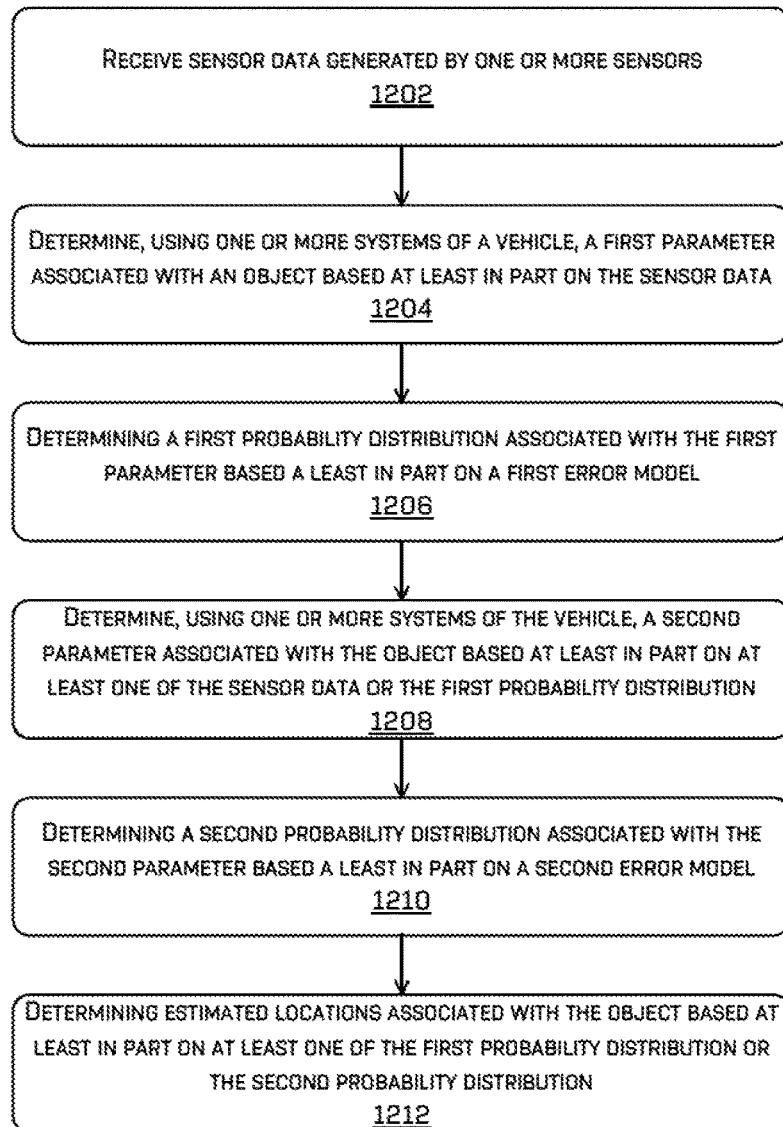 RECEIVE SENSOR DATA GENERATED BY ONE OR MORE SENSORS
1202
DETERMINE, USING ONE OR MORE SYSTEMS OF A VEHICLE, A FIRST PARAMETER
ASSOCIATED WITH AN OBJECT BASED AT LEAST IN PART ON THE SENSOR DATA
1204
DETERMINING A FIRST PROBABILITY DISTRIBUTION ASSOCIATED WITH THE FIRST
PARAMETER BASED A LEAST IN PART ON A FIRST ERROR MODEL
1206
DETERMINE, USING ONE OR MORE SYSTEMS OF THE VEHICLE, A SECOND
PARAMETER ASSOCIATED WITH THE OBJECT BASED AT LEAST IN PART ON AT
LEAST ONE OF THE SENSOR DATA OR THE FIRST PROBABILITY DISTRIBUTION
1208
DETERMINING A SECOND PROBABILITY DISTRIBUTION ASSOCIATED WITH THE
SECOND PARAMETER BASED A LEAST IN PART ON A SECOND ERROR MODEL
1210
DETERMINING ESTIMATED LOCATIONS ASSOCIATED WITH THE OBJECT BASED AT
LEAST IN PART ON AT LEAST ONE OF THE FIRST PROBABILITY DISTRIBUTION OR
THE SECOND PROBABILITY DISTRIBUTION
1212